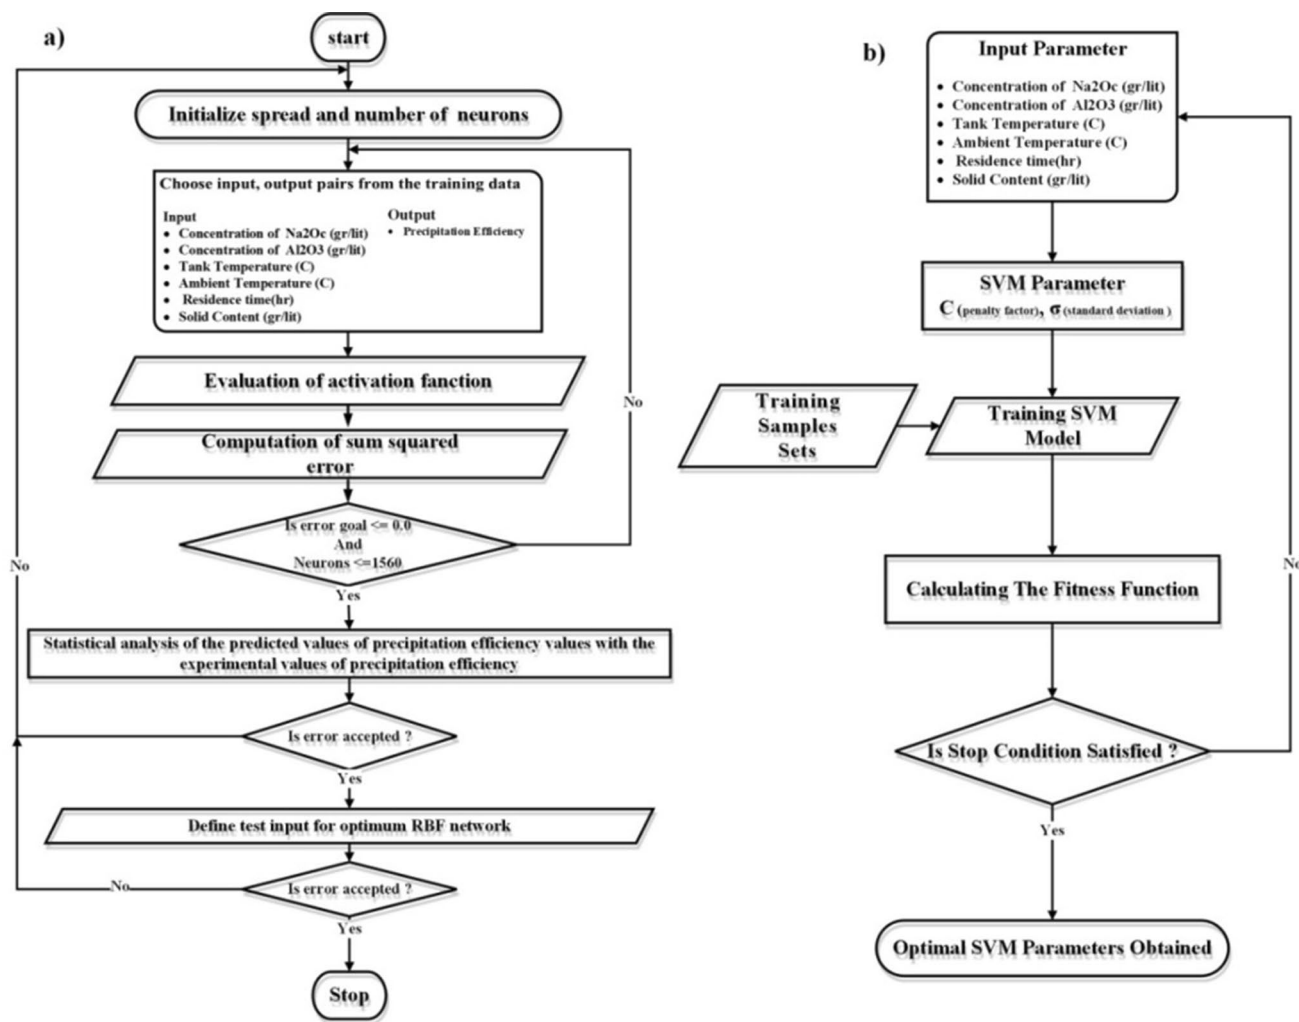 a)
start
Initialize spread and number of neurons
Choose input, output pairs from the training data
Input
• Concentration of Na2Oc (gr/lit)
• Concentration of Al2O3 (gr/lit)
• Tank Temperature (C)
• Ambient Temperature (C)
• Residence time(hr)
• Solid Content (gr/lit)
Output
• Precipitation Efficiency
Evaluation of activation fanction
Computation of sum squared
error
Is error goal <= 0.0
And
Neurons <=1560
No
Yes
Statistical analysis of the predicted values of precipitation efficiency values with the
experimental values of precipitation efficiency
Is error accepted ?
No
Yes
Define test input for optimum RBF network
Is error accepted ?
No
Yes
Stop
b)
Input Parameter
• Concentration of Na2Oc (gr/lit)
• Concentration of Al2O3 (gr/lit)
• Tank Temperature (C)
• Ambient Temperature (C)
• Residence time(hr)
• Solid Content (gr/lit)
SVM Parameter
C (penalty factor), σ (standard deviation )
Training
Samples
Sets
Training SVM
Model
Calculating The Fitness Function
Is Stop Condition Satisfied ?
No
Yes
Optimal SVM Parameters Obtained